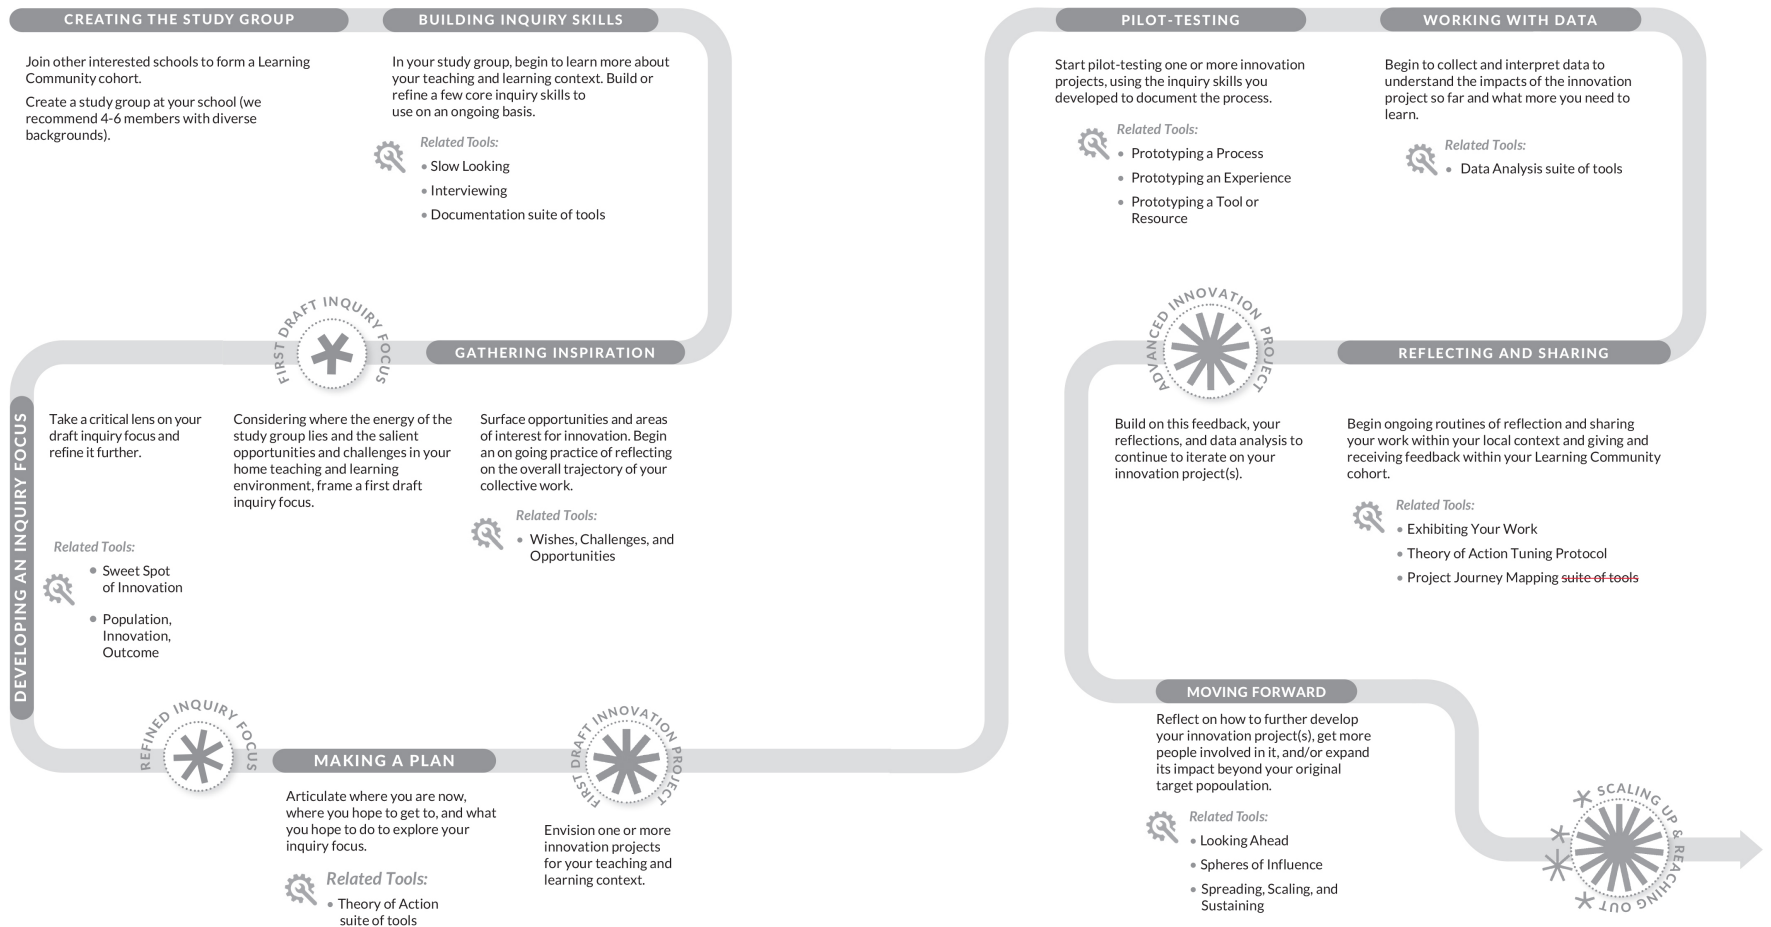 CREATING THE STUDY GROUP
Join other interested schools to form a Learning
Community cohort.
Create a study group at your school (we
recommend 4-6 members with diverse
backgrounds).
BUILDING INQUIRY SKILLS
In your study group, begin to learn more about
your teaching and learning context. Build or
refine a few core inquiry skills to
use on an ongoing basis.
Related Tools:
• Slow Looking
• Interviewing
• Documentation suite of tools
GATHERING INSPIRATION
Surface opportunities and areas
of interest for innovation. Begin
an on going practice of reflecting
on the overall trajectory of your
collective work.
Related Tools:
• Wishes, Challenges, and
Opportunities
FIRST DRAFT INQUIRY FOCUS
Considering where the energy of the
study group lies and the salient
opportunities and challenges in your
home teaching and learning
environment, frame a first draft
inquiry focus.
DEVELOPING AN INQUIRY FOCUS
Take a critical lens on your
draft inquiry focus and
refine it further.
Related Tools:
• Sweet Spot
of Innovation
• Population,
Innovation,
Outcome
REFINED INQUIRY FOCUS
MAKING A PLAN
Articulate where you are now,
where you hope to get to, and what
you hope to do to explore your
inquiry focus.
Related Tools:
• Theory of Action
suite of tools
FIRST DRAFT INNOVATION PROJECT
Envision one or more
innovation projects
for your teaching and
learning context.
PILOT-TESTING
Start pilot-testing one or more innovation
projects, using the inquiry skills you
developed to document the process.
Related Tools:
• Prototyping a Process
• Prototyping an Experience
• Prototyping a Tool or
Resource
WORKING WITH DATA
Begin to collect and interpret data to
understand the impacts of the innovation
project so far and what more you need to
learn.
Related Tools:
• Data Analysis suite of tools
REFLECTING AND SHARING
Begin ongoing routines of reflection and sharing
your work within your local context and giving and
receiving feedback within your Learning Community
cohort.
Related Tools:
• Exhibiting Your Work
• Theory of Action Tuning Protocol
• Project Journey Mapping suite of tools
ADVANCED INNOVATION PROJECT
Build on this feedback, your
reflections, and data analysis to
continue to iterate on your
innovation project(s).
MOVING FORWARD
Reflect on how to further develop
your innovation project(s), get more
people involved in it, and/or expand
its impact beyond your original
target popoulation.
Related Tools:
• Looking Ahead
• Spheres of Influence
• Spreading, Scaling, and
Sustaining
SCALING UP & REACHING OUT